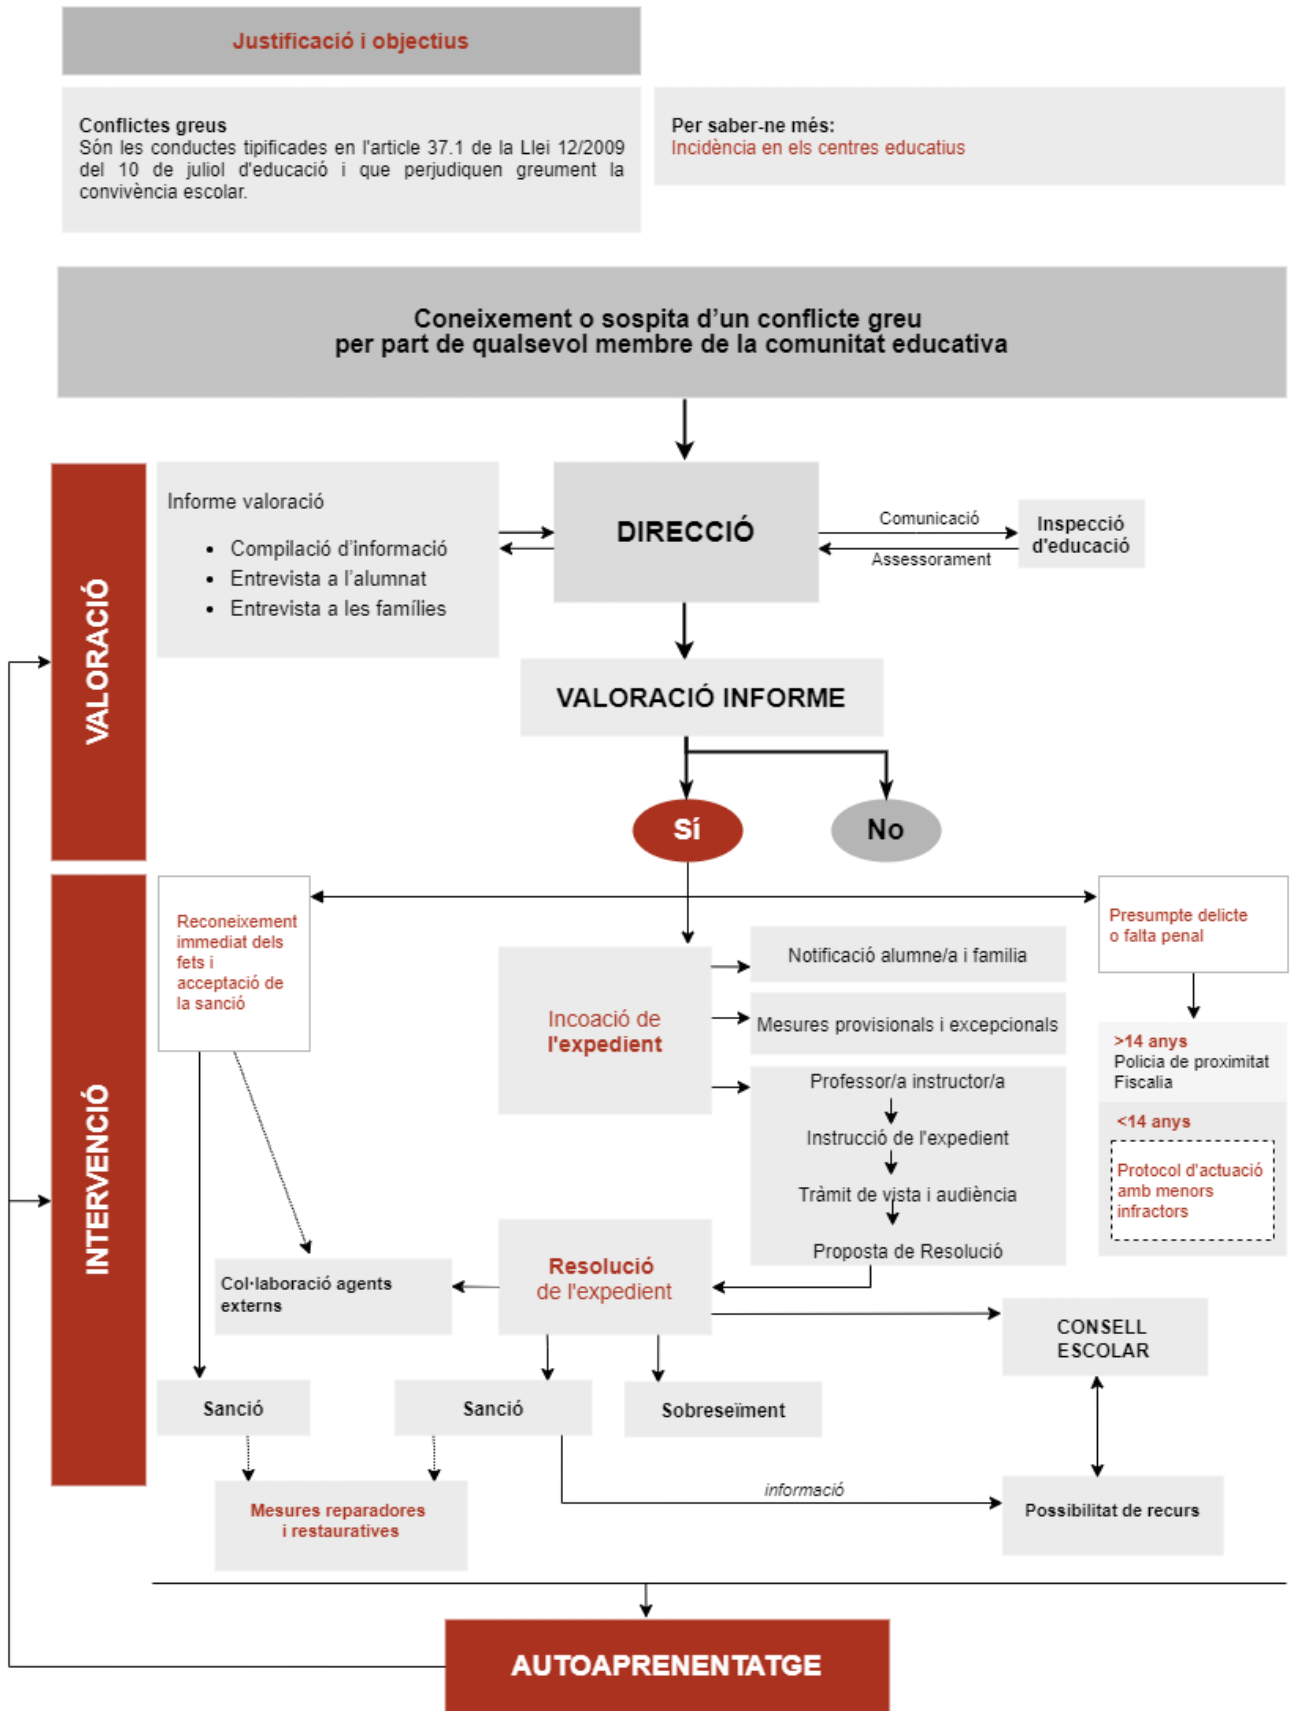 Justificació i objectius
Conflictes greus
Són les conductes tipificades en l'article 37.1 de la Llei 12/2009
del 10 de juliol d'educació i que perjudiquen greument la
convivència escolar.
Per saber-ne més:
Incidència en els centres educatius
Coneixement o sospita d'un conflicte greu
per part de qualsevol membre de la comunitat educativa
VALORACIÓ
Informe valoració
• Compilació d'informació
• Entrevista a l'alumnat
• Entrevista a les famílies
DIRECCIÓ
Comunicació
Assessorament
Inspecció
d'educació
VALORACIÓ INFORME
Sí
No
INTERVENCIÓ
Reconeixement
immediat dels
fets i
acceptació de
la sanció
Incoació de
l'expedient
Notificació alumne/a i familia
Mesures provisionals i excepcionals
Professor/a instructor/a
Instrucció de l'expedient
Tràmit de vista i audiència
Proposta de Resolució
Presumpte delicte
o falta penal
>14 anys
Policia de proximitat
Fiscalia
<14 anys
Protocol d'actuació
amb menors
infractors
Col·laboració agents
externs
Resolució
de l'expedient
CONSELL
ESCOLAR
Sanció
Sanció
Sobreseïment
Mesures reparadores
i restauratives
informació
Possibilitat de recurs
AUTOAPRENENTATGE